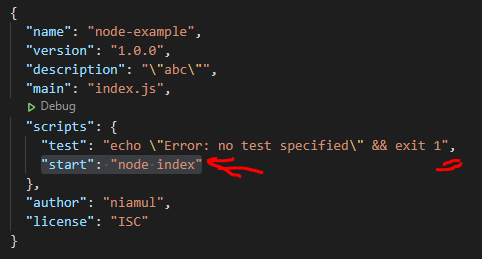 {
"name": "node-example",
"version": "1.0.0",
"description": "\"abc\"",
"main": "index.js",
Debug
"scripts": {
"test": "echo \"Error: no test specified\" && exit 1",
"start": "node index"
},
"author": "niamul",
"license": "ISC"
}